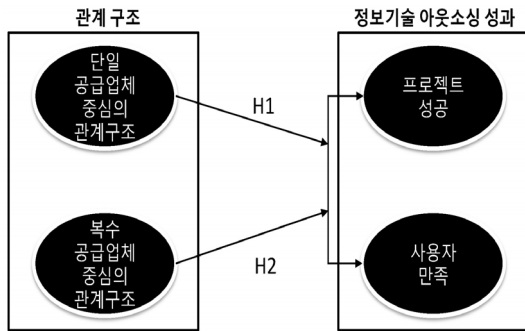 관계 구조
정보기술 아웃소싱 성과
단일
공급업체
중심의
관계구조
H1
프로젝트
성공
복수
공급업체
중심의
관계구조
H2
사용자
만족